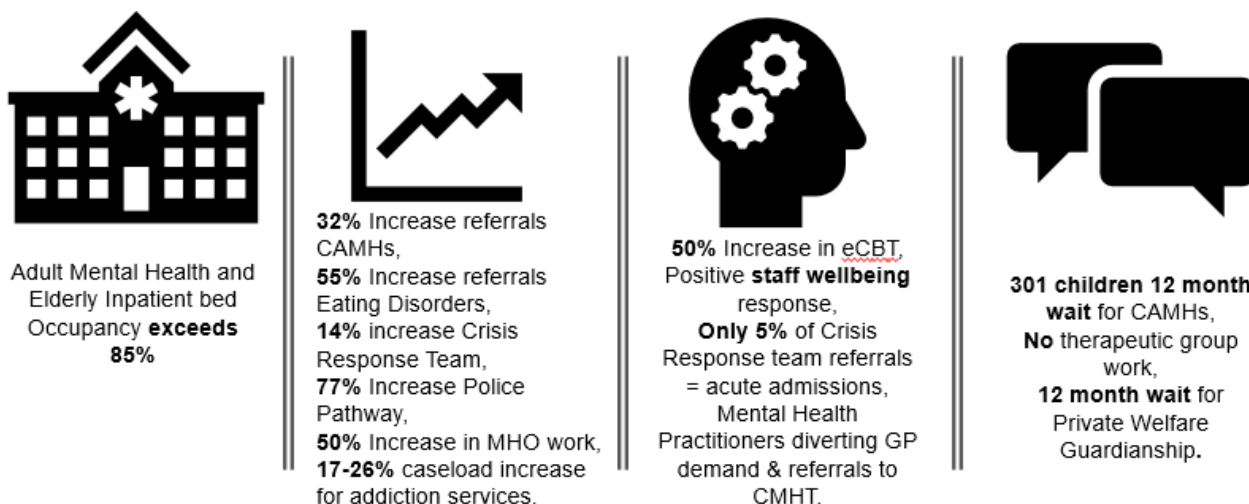 Adult Mental Health and
Elderly Inpatient bed
Occupancy exceeds
85%
32% Increase referrals
CAMHs,
55% Increase referrals
Eating Disorders,
14% increase Crisis
Response Team,
77% Increase Police
Pathway,
50% Increase in MHO work,
17-26% caseload increase
for addiction services.
50% Increase in eCBT,
Positive staff wellbeing
response,
Only 5% of Crisis
Response team referrals
= acute admissions,
Mental Health
Practitioners diverting GP
demand & referrals to
CMHT.
301 children 12 month
wait for CAMHs,
No therapeutic group
work,
12 month wait for
Private Welfare
Guardianship.